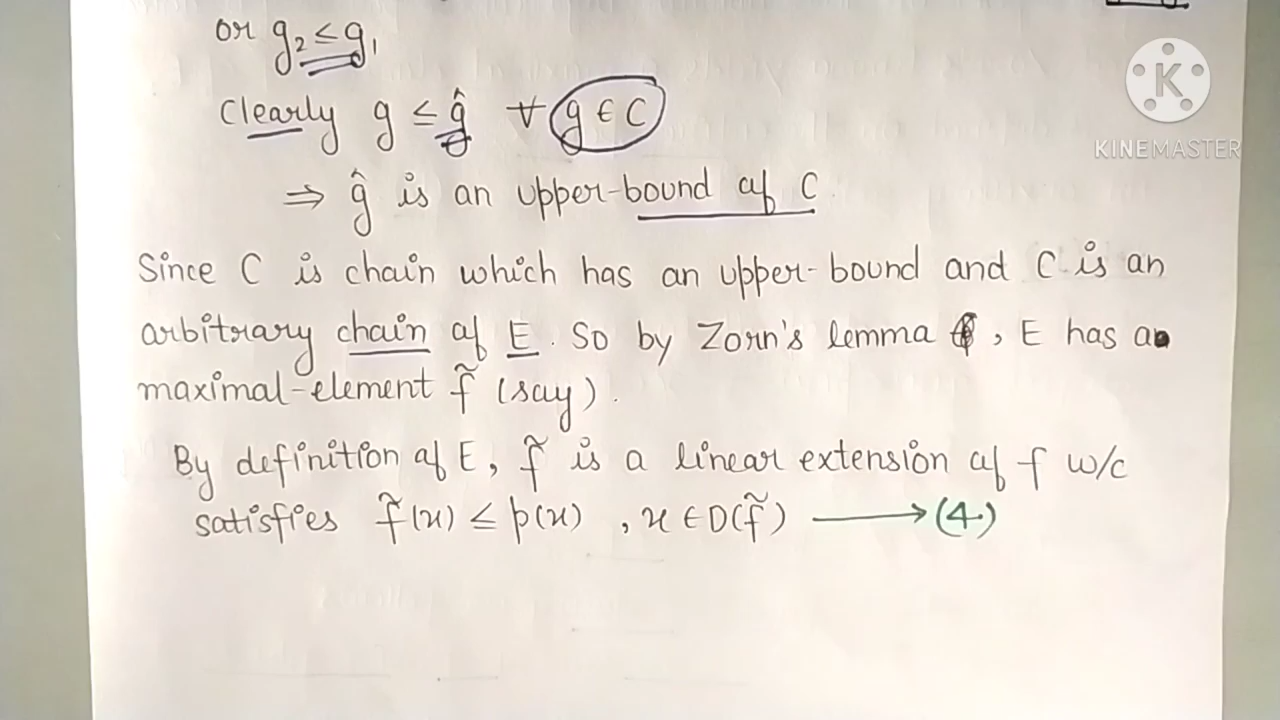 or g₂ ≤ g₁
Clearly g ≤ ĝ ∀ g ∈ C
⇒ ĝ is an upper-bound of C.
Since C is chain which has an upper-bound and C is an
arbitrary chain of E. So by Zorn's lemma , E has a
maximal-element f̃ (say).
By definition of E, f̃ is a linear extension of f w/c
satisfies f̃(x) ≤ p(x) , x ∈ D(f̃) ⟶ (4.)
K
KINEMASTER